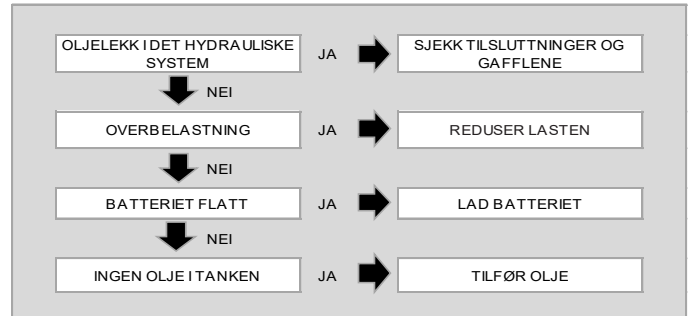 OLJELEKK I DET HYDRAULISKE
SYSTEM
JA
SJEKK TILSLUTTNINGER OG
GAFFLENE
NEI
OVERBELASTNING
JA
REDUSER LASTEN
NEI
BATTERIET FLATT
JA
LAD BATTERIET
NEI
INGEN OLJE I TANKEN
JA
TILFØR OLJE